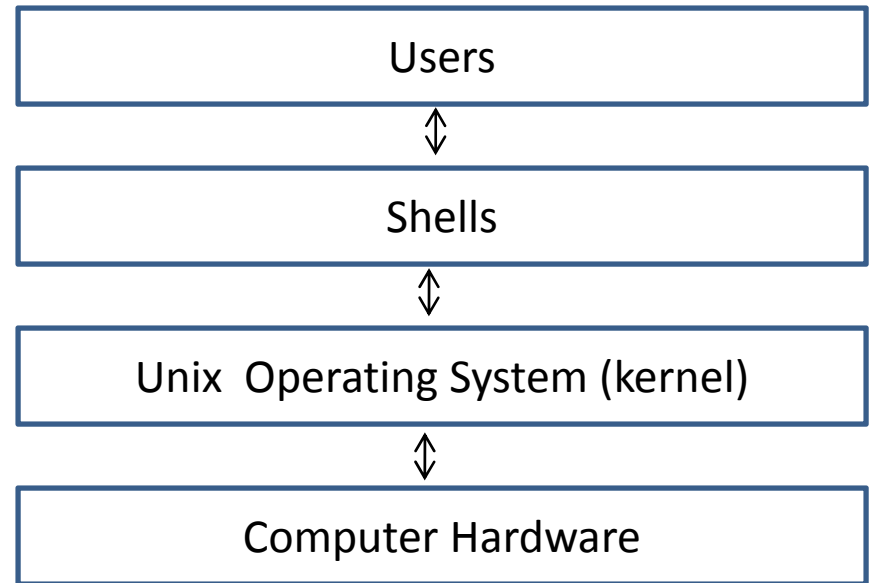 Users
Shells
Unix  Operating System (kernel)
Computer Hardware